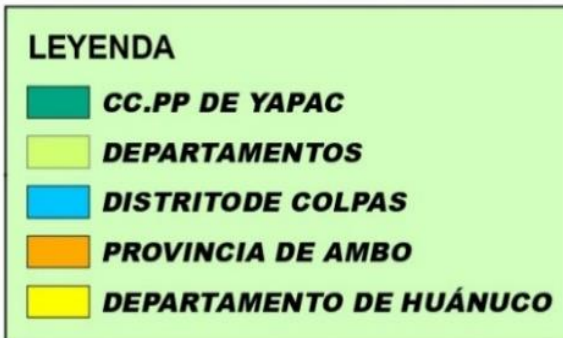 LEYENDA
CC.PP DE YAPAC
DEPARTAMENTOS
DISTRITODE COLPAS
PROVINCIA DE AMBO
DEPARTAMENTO DE HUÁNUCO